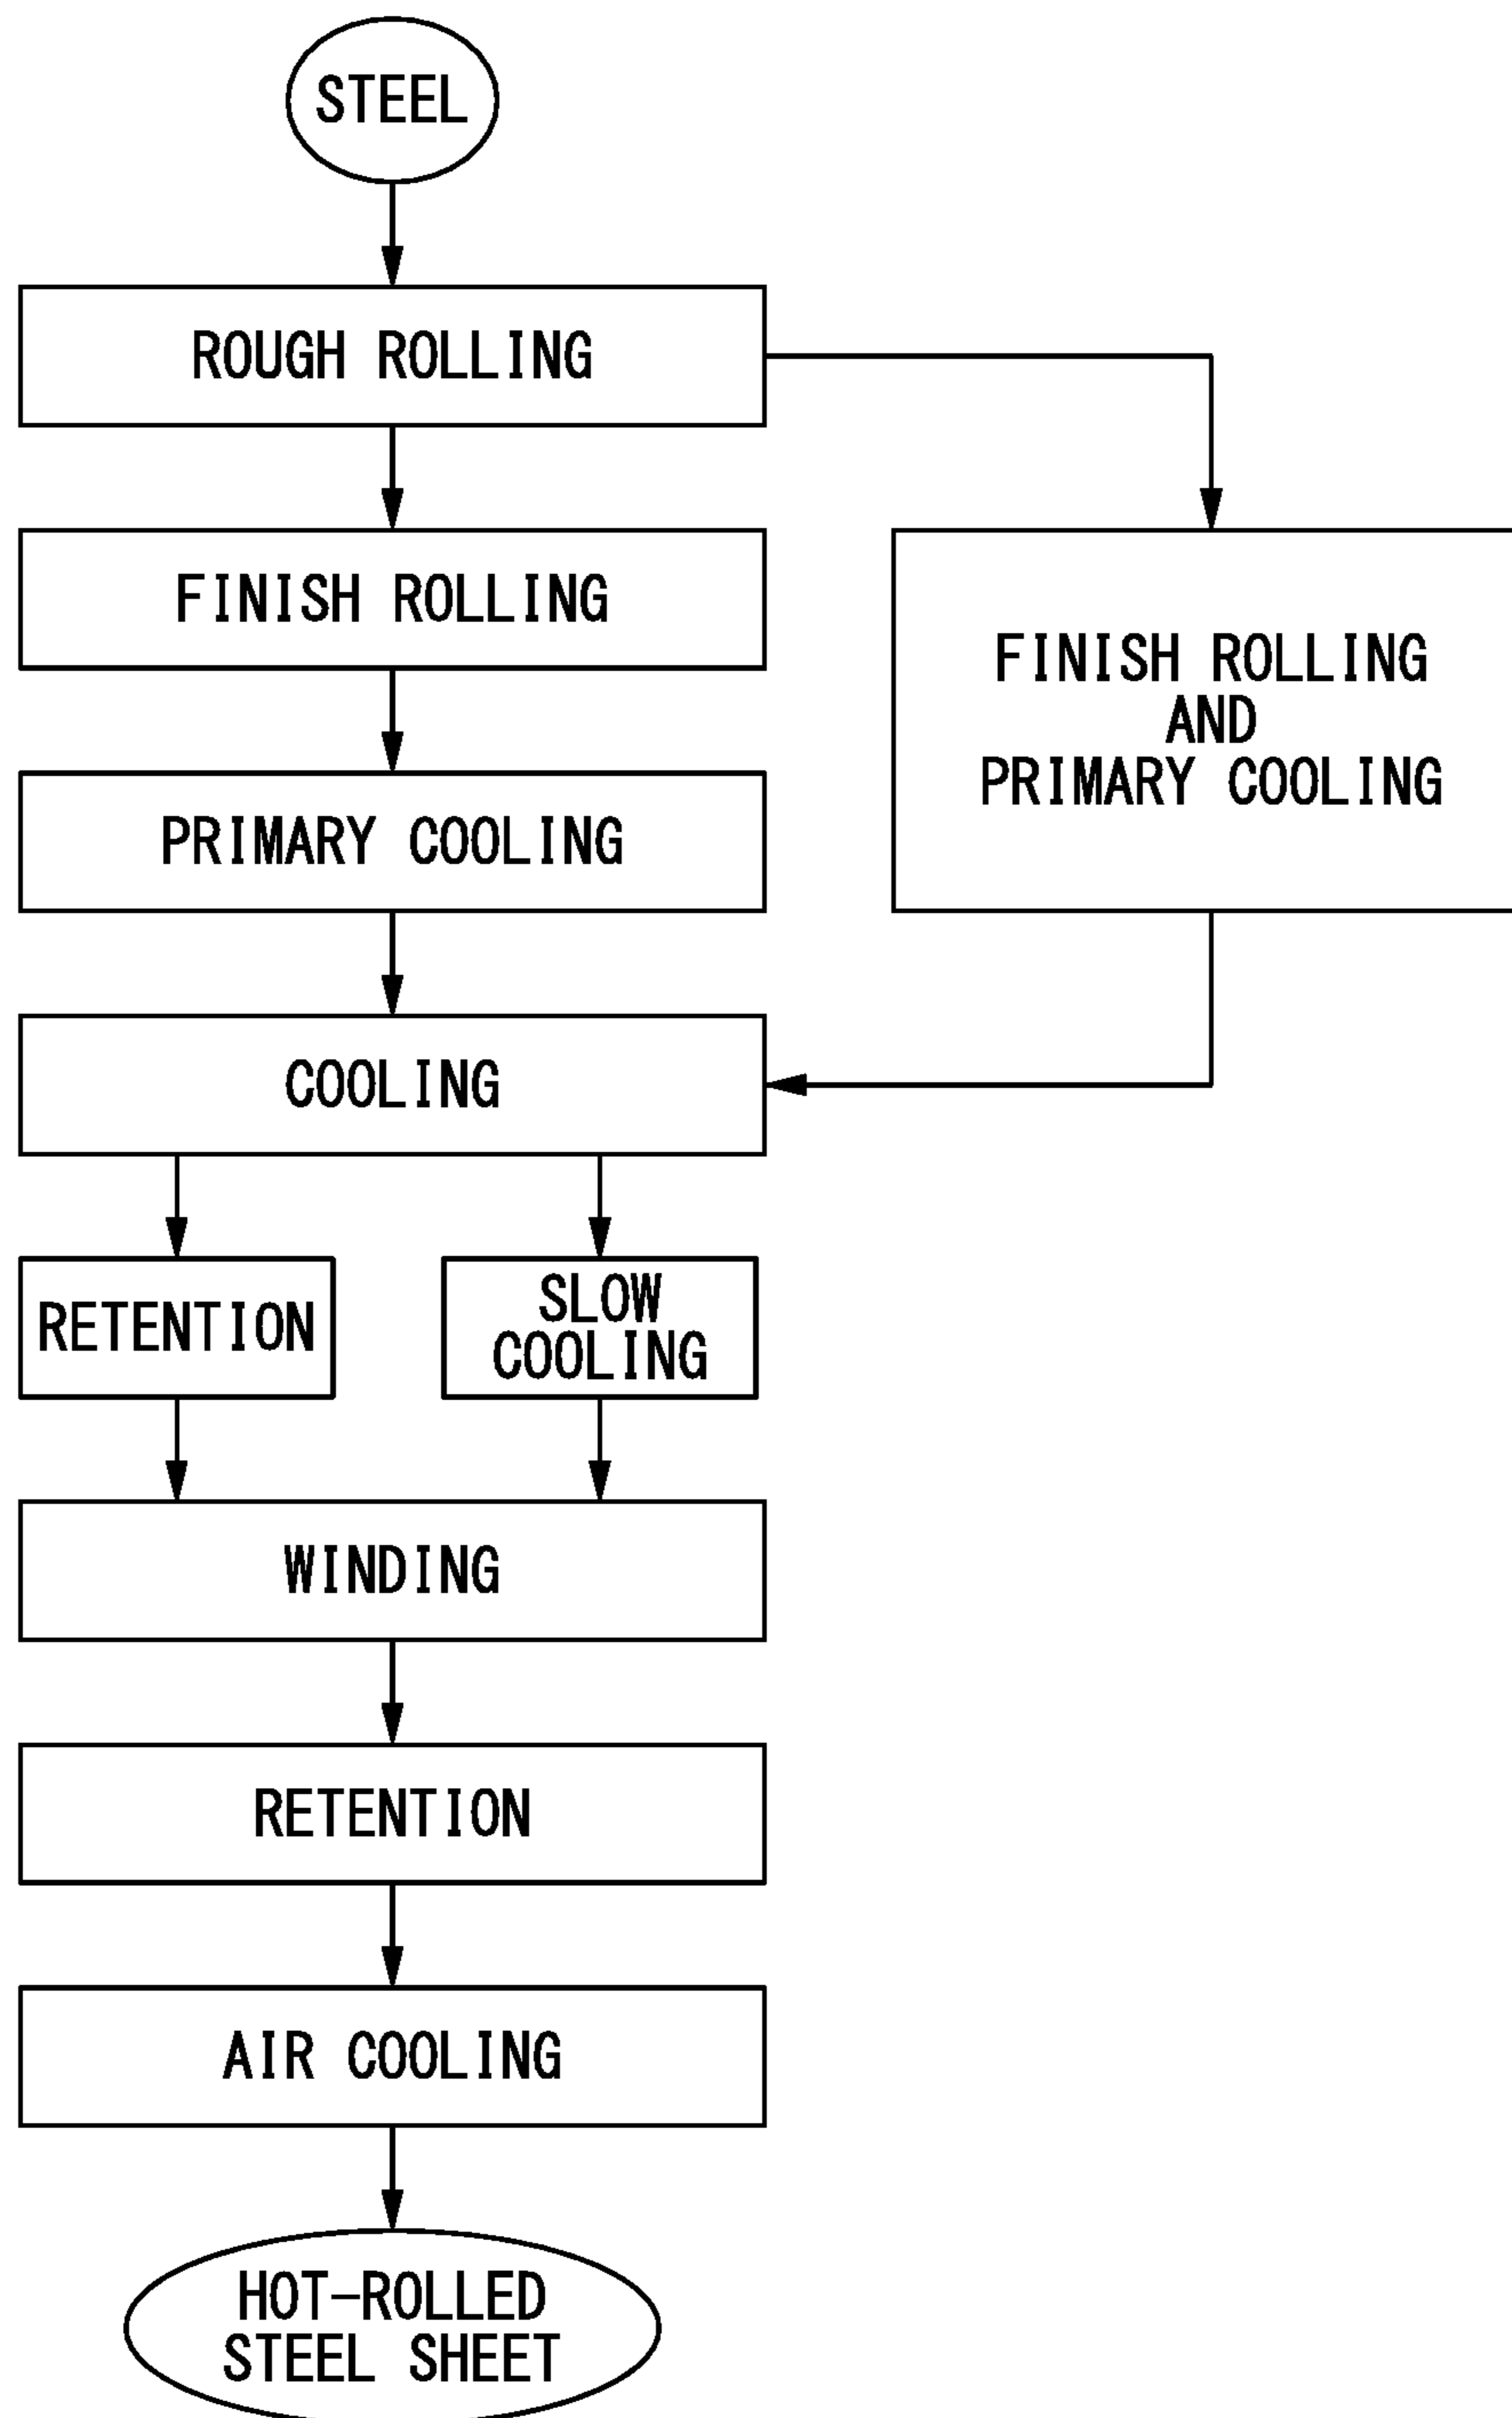 STEEL
ROUGH ROLLING
FINISH ROLLING
FINISH ROLLING
AND
PRIMARY COOLING
PRIMARY COOLING
COOLING
RETENTION
SLOW
COOLING
WINDING
RETENTION
AIR COOLING
HOT-ROLLED
STEEL SHEET